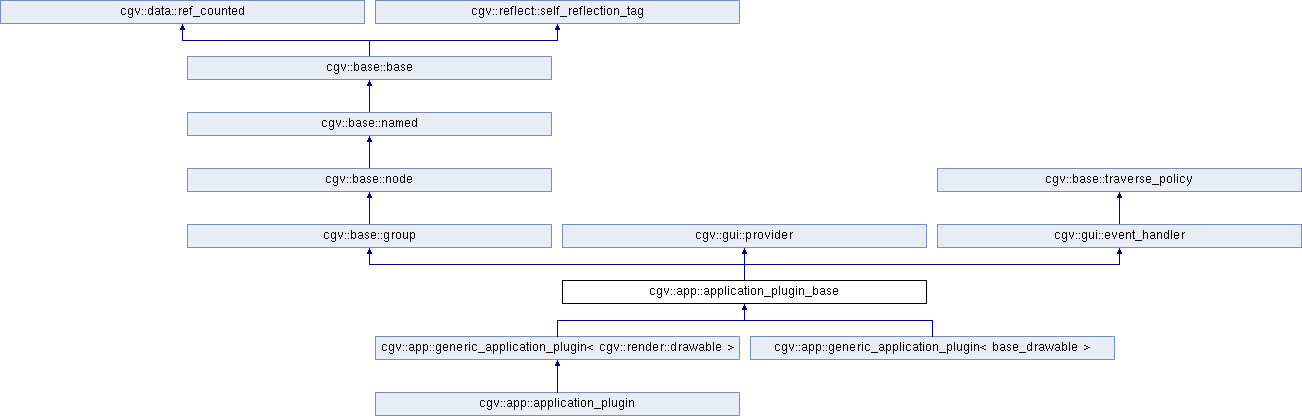 cgv::data::ref_counted
cgv::reflect::self_reflection_tag
cgv::base::base
cgv::base::named
cgv::base::node
cgv::base::traverse_policy
cgv::base::group
cgv::gui::provider
cgv::gui::event_handler
cgv::app::application_plugin_base
cgv::app::generic_application_plugin< cgv::render::drawable >
cgv::app::generic_application_plugin< base_drawable >
cgv::app::application_plugin